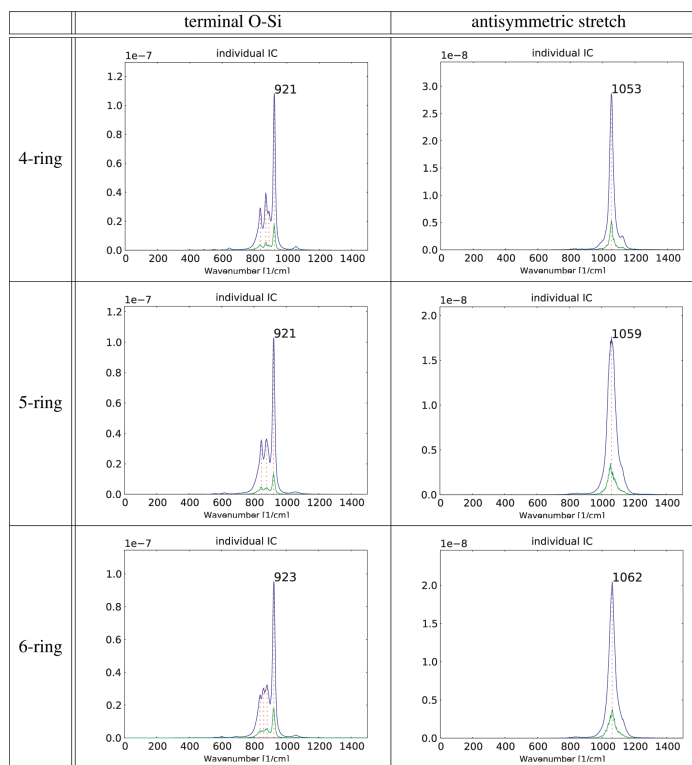 terminal O-Si antisymmetric stretch
4-ring
individual IC
1e−7
921
1.2
1.0
0.8
0.6
0.4
0.2
0.0
0 200 400 600 800 1000 1200 1400
Wavenumber [1/cm]
individual IC
1e−8
1053
3.0
2.5
2.0
1.5
1.0
0.5
0.0
0 200 400 600 800 1000 1200 1400
Wavenumber [1/cm]
5-ring
individual IC
1e−7
921
1.2
1.0
0.8
0.6
0.4
0.2
0.0
0 200 400 600 800 1000 1200 1400
Wavenumber [1/cm]
individual IC
1e−8
1059
2.0
1.5
1.0
0.5
0.0
0 200 400 600 800 1000 1200 1400
Wavenumber [1/cm]
6-ring
individual IC
1e−7
923
1.0
0.8
0.6
0.4
0.2
0.0
0 200 400 600 800 1000 1200 1400
Wavenumber [1/cm]
individual IC
1e−8
1062
2.0
1.5
1.0
0.5
0.0
0 200 400 600 800 1000 1200 1400
Wavenumber [1/cm]